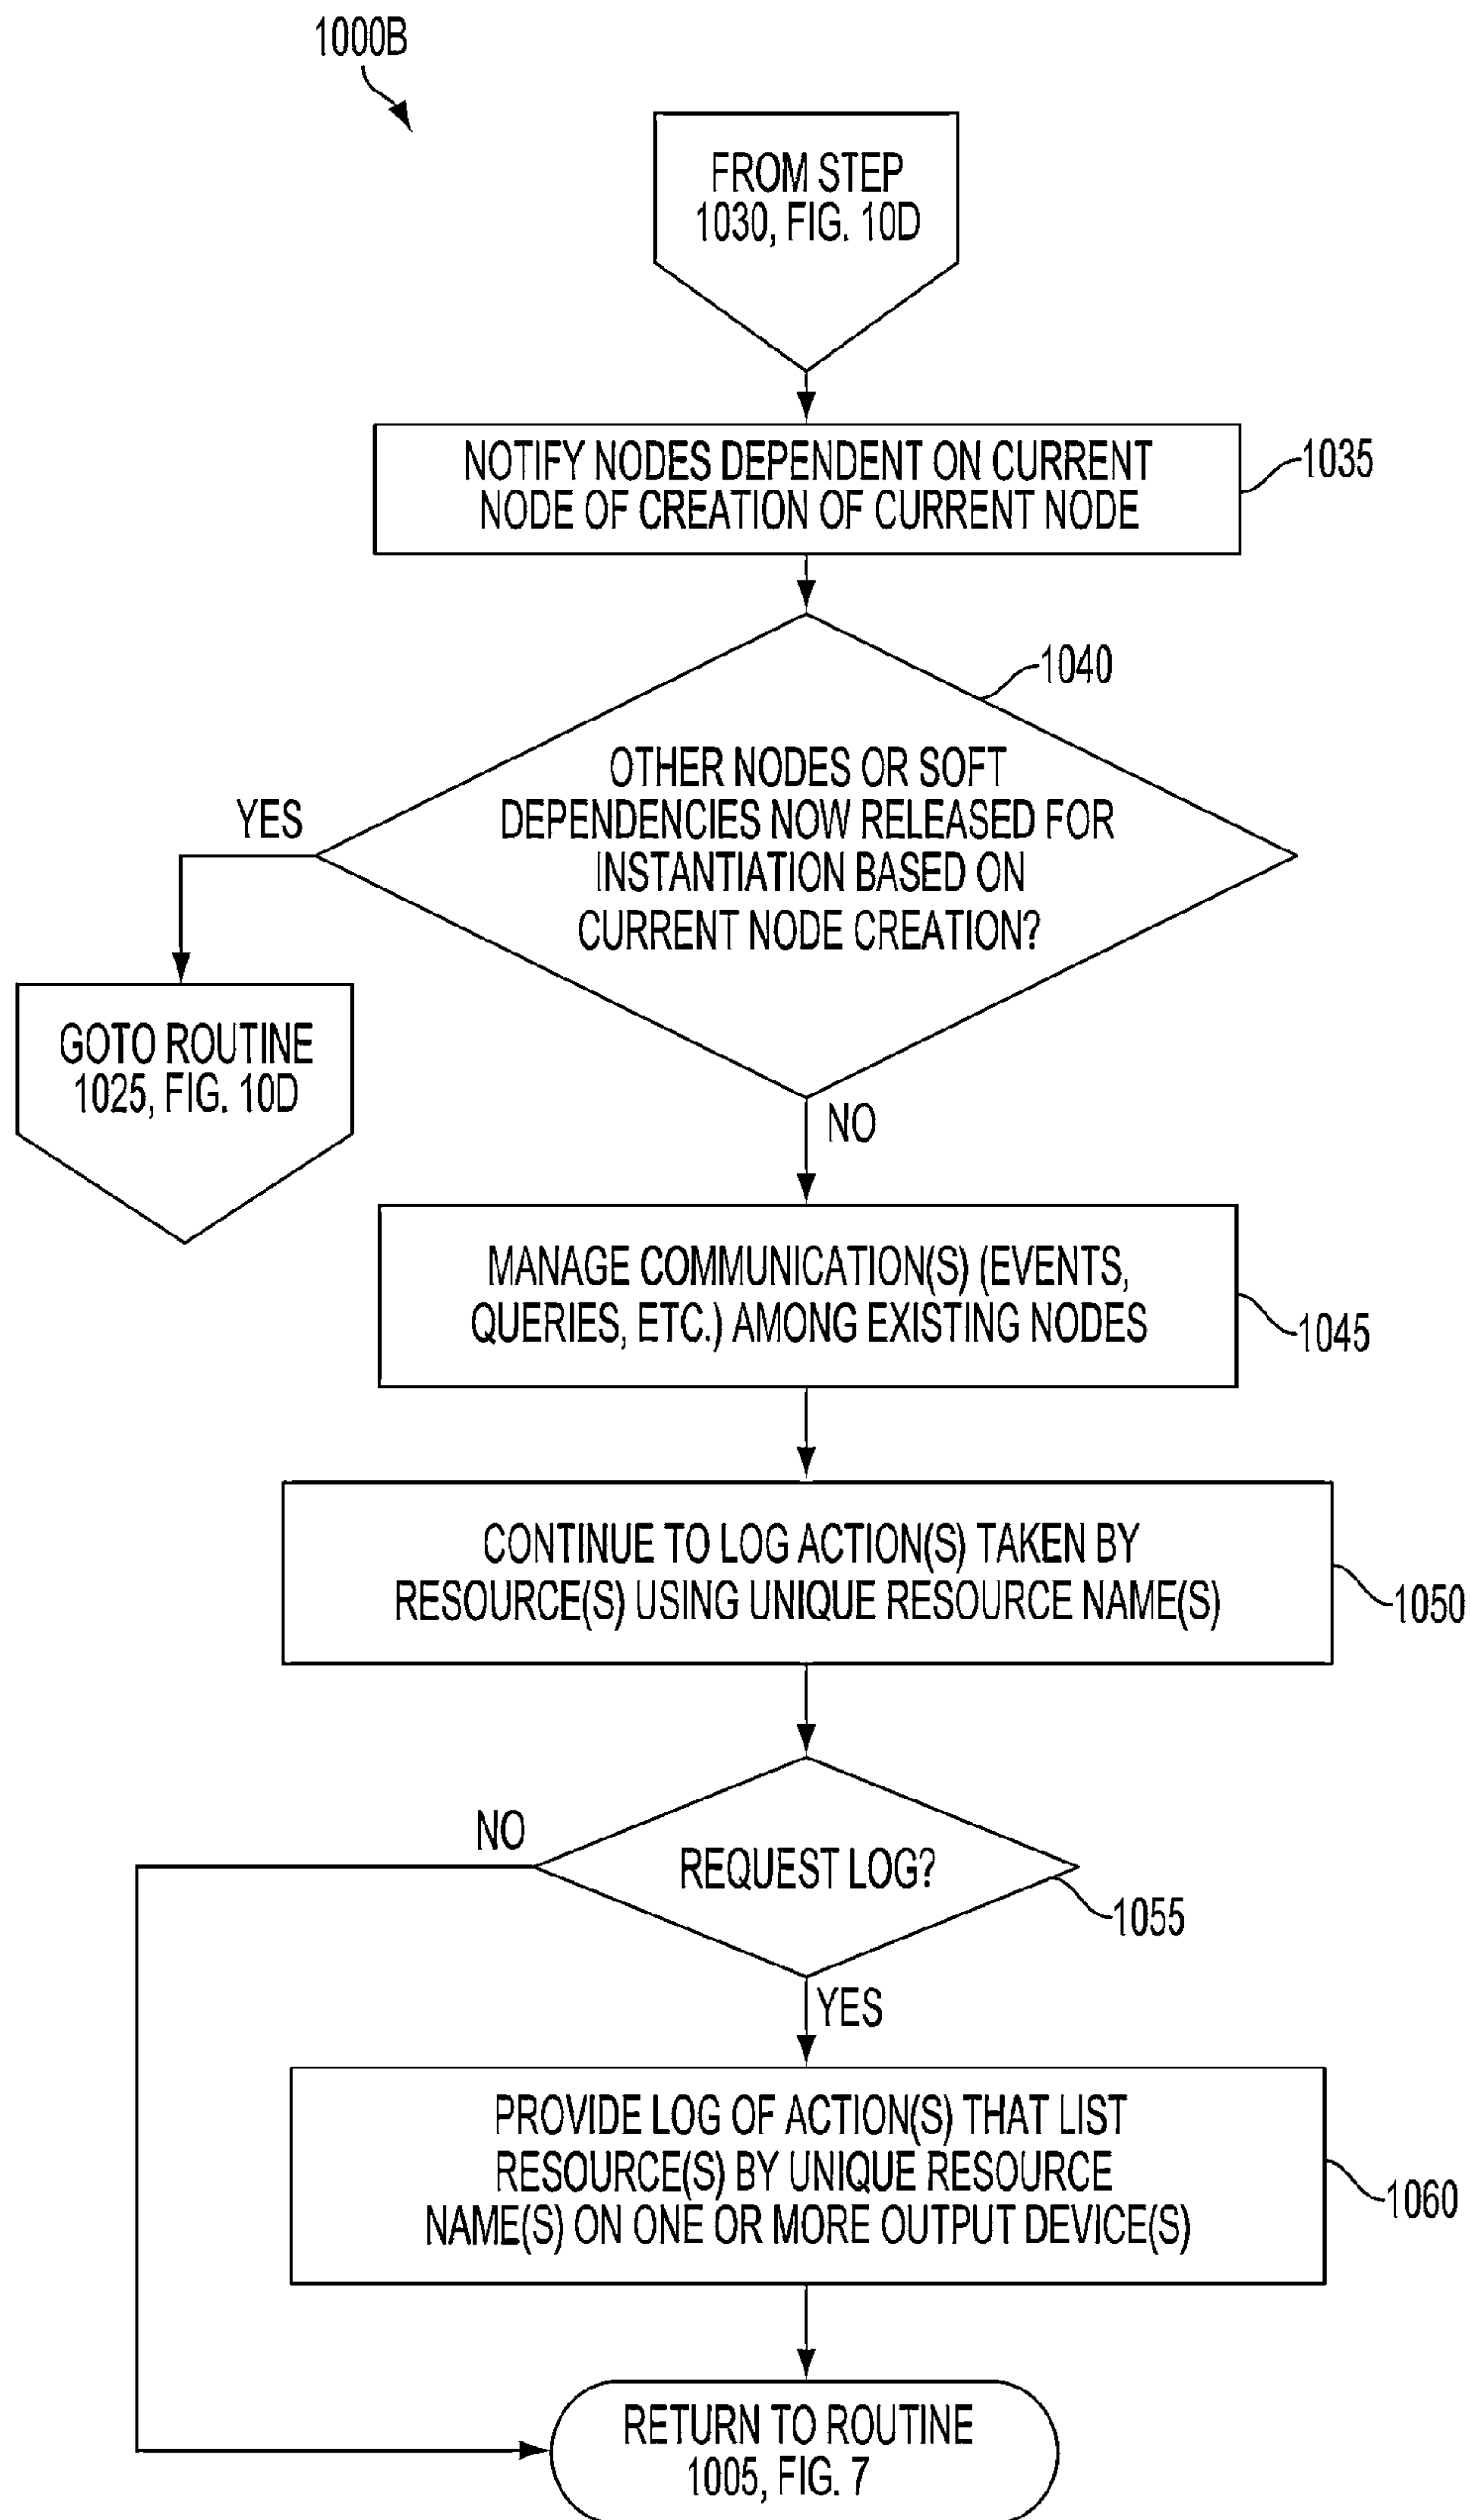 1000B
FROM STEP
1030, FIG. 10D
NOTIFY NODES DEPENDENT ON CURRENT
NODE OF CREATION OF CURRENT NODE
1035
1040
OTHER NODES OR SOFT
DEPENDENCIES NOW RELEASED FOR
INSTANTIATION BASED ON
CURRENT NODE CREATION?
YES
GOTO ROUTINE
1025, FIG. 10D
NO
MANAGE COMMUNICATION(S) (EVENTS,
QUERIES, ETC.) AMONG EXISTING NODES
1045
CONTINUE TO LOG ACTION(S) TAKEN BY
RESOURCE(S) USING UNIQUE RESOURCE NAME(S)
1050
NO
REQUEST LOG?
1055
YES
PROVIDE LOG OF ACTION(S) THAT LIST
RESOURCE(S) BY UNIQUE RESOURCE
NAME(S) ON ONE OR MORE OUTPUT DEVICE(S)
1060
RETURN TO ROUTINE
1005, FIG. 7